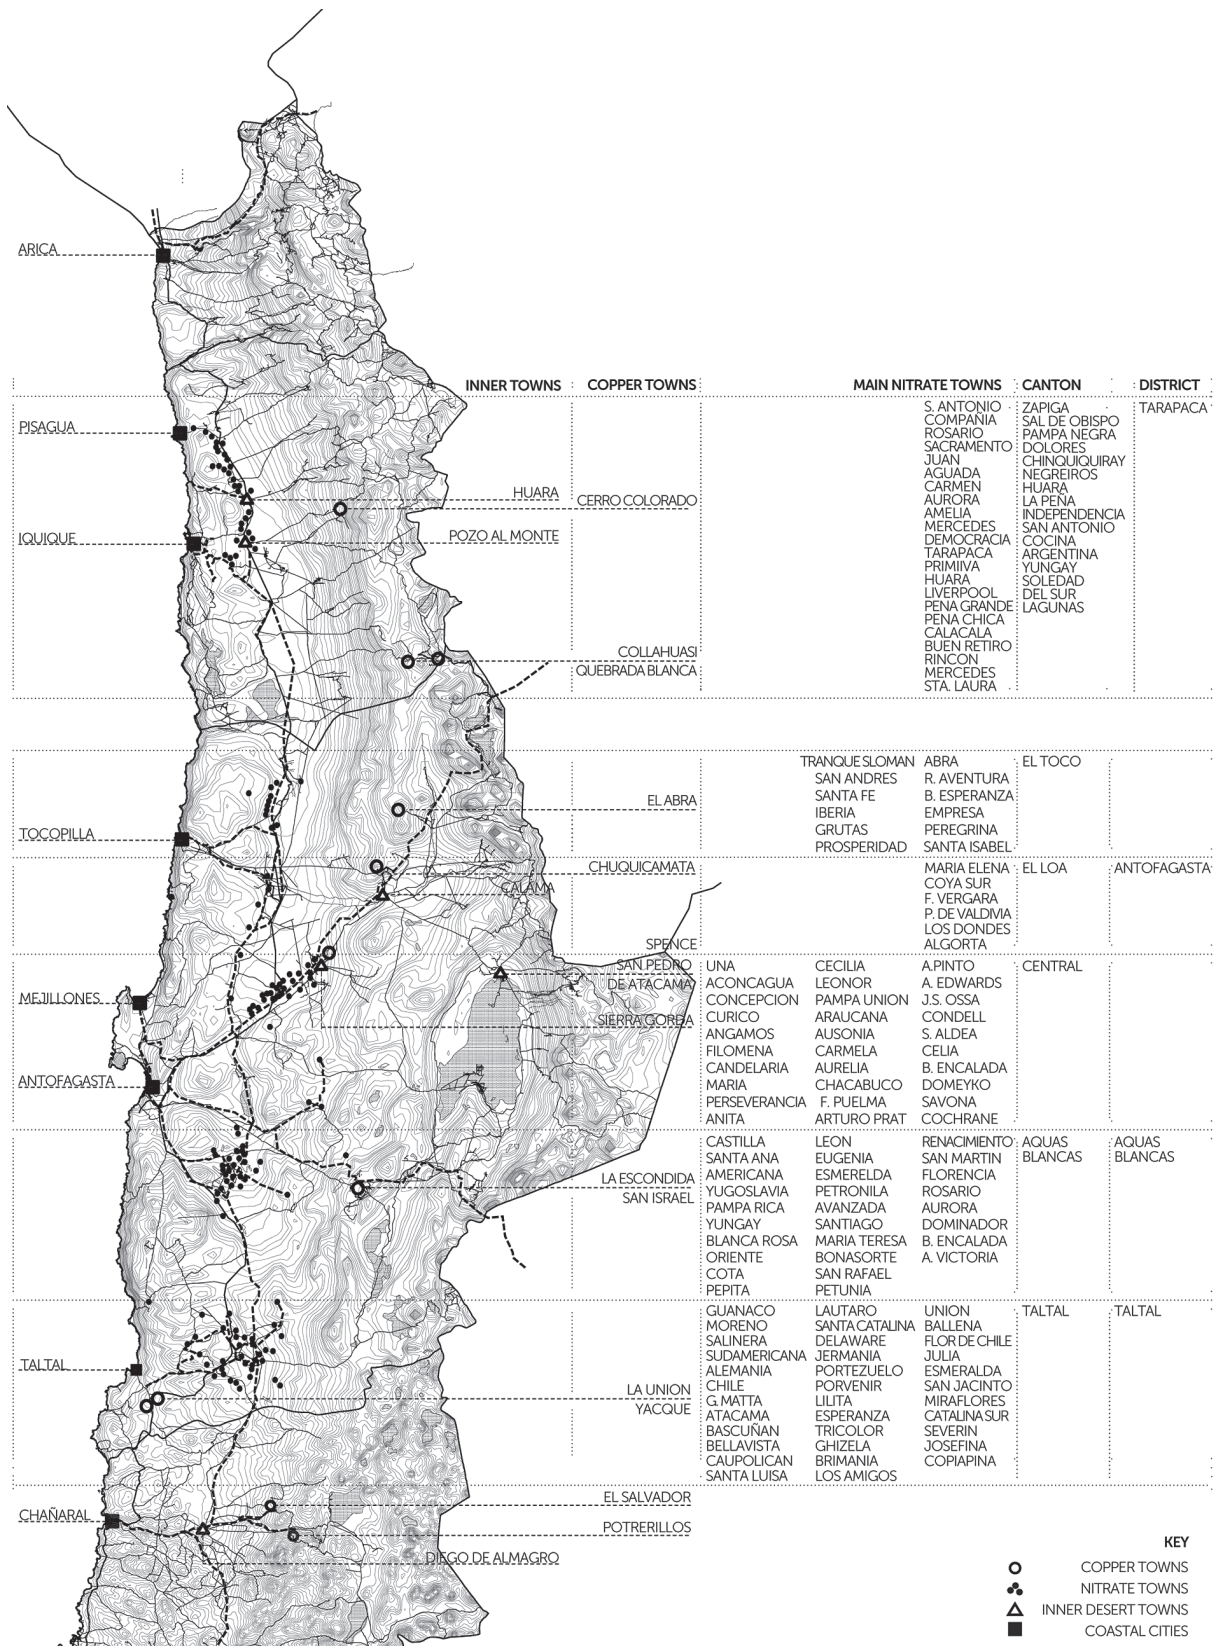 ARICA
INNER TOWNS COPPER TOWNS MAIN NITRATE TOWNS CANTON DISTRICT
PISAGUA
HUARA
CERRO COLORADO
IQUIQUE
POZO AL MONTE
COLLAHUASI
QUEBRADA BLANCA
S. ANTONIO ZAPIGA TARAPACA
COMPAÑIA SAL DE OBISPO
ROSARIO PAMPA NEGRA
SACRAMENTO DOLORES
JUAN CHINQUIQUIRAY
AGUADA NEGREIROS
CARMEN HUARA
AURORA LA PEÑA
AMELIA INDEPENDENCIA
MERCEDES SAN ANTONIO
DEMOCRACIA COCINA
TARAPACA ARGENTINA
PRIMIIVA YUNGAY
HUARA SOLEDAD
LIVERPOOL DEL SUR
PENA GRANDE LAGUNAS
PENA CHICA
CALACALA
BUEN RETIRO
RINCON
MERCEDES
STA. LAURA
TOCOPILLA
EL ABRA
TRANQUE SLOMAN ABRA EL TOCO
SAN ANDRES R. AVENTURA
SANTA FE B. ESPERANZA
IBERIA EMPRESA
GRUTAS PEREGRINA
PROSPERIDAD SANTA ISABEL
CHUQUICAMATA
CALAMA
SPENCE
MARIA ELENA EL LOA ANTOFAGASTA
COYA SUR
F. VERGARA
P. DE VALDIVIA
LOS DONDES
ALGORTA
MEJILLONES
SAN PEDRO
DE ATACAMA
SIERRA GORDA
ANTOFAGASTA
UNA CECILIA A.PINTO CENTRAL
ACONCAGUA LEONOR A. EDWARDS
CONCEPCION PAMPA UNION J.S. OSSA
CURICO ARAUCANA CONDELL
ANGAMOS AUSONIA S. ALDEA
FILOMENA CARMELA CELIA
CANDELARIA AURELIA B. ENCALADA
MARIA CHACABUCO DOMEYKO
PERSEVERANCIA F. PUELMA SAVONA
ANITA ARTURO PRAT COCHRANE
LA ESCONDIDA
SAN ISRAEL
CASTILLA LEON RENACIMIENTO AQUAS AQUAS
SANTA ANA EUGENIA SAN MARTIN BLANCAS BLANCAS
AMERICANA ESMERELDA FLORENCIA
YUGOSLAVIA PETRONILA ROSARIO
PAMPA RICA AVANZADA AURORA
YUNGAY SANTIAGO DOMINADOR
BLANCA ROSA MARIA TERESA B. ENCALADA
ORIENTE BONASORTE A. VICTORIA
COTA SAN RAFAEL
PEPITA PETUNIA
TALTAL
LA UNION
YACQUE
GUANACO LAUTARO UNION TALTAL TALTAL
MORENO SANTA CATALINA BALLENA
SALINERA DELAWARE FLOR DE CHILE
SUDAMERICANA JERMANIA JULIA
ALEMANIA PORTEZUELO ESMERALDA
CHILE PORVENIR SAN JACINTO
G. MATTA LILITA MIRAFLORES
ATACAMA ESPERANZA CATALINA SUR
BASCUÑAN TRICOLOR SEVERIN
BELLAVISTA GHIZELA JOSEFINA
CAUPOLICAN BRIMANIA COPIAPINA
SANTA LUISA LOS AMIGOS
CHAÑARAL
EL SALVADOR
POTRERILLOS
DIEGO DE ALMAGRO
KEY
COPPER TOWNS
NITRATE TOWNS
INNER DESERT TOWNS
COASTAL CITIES